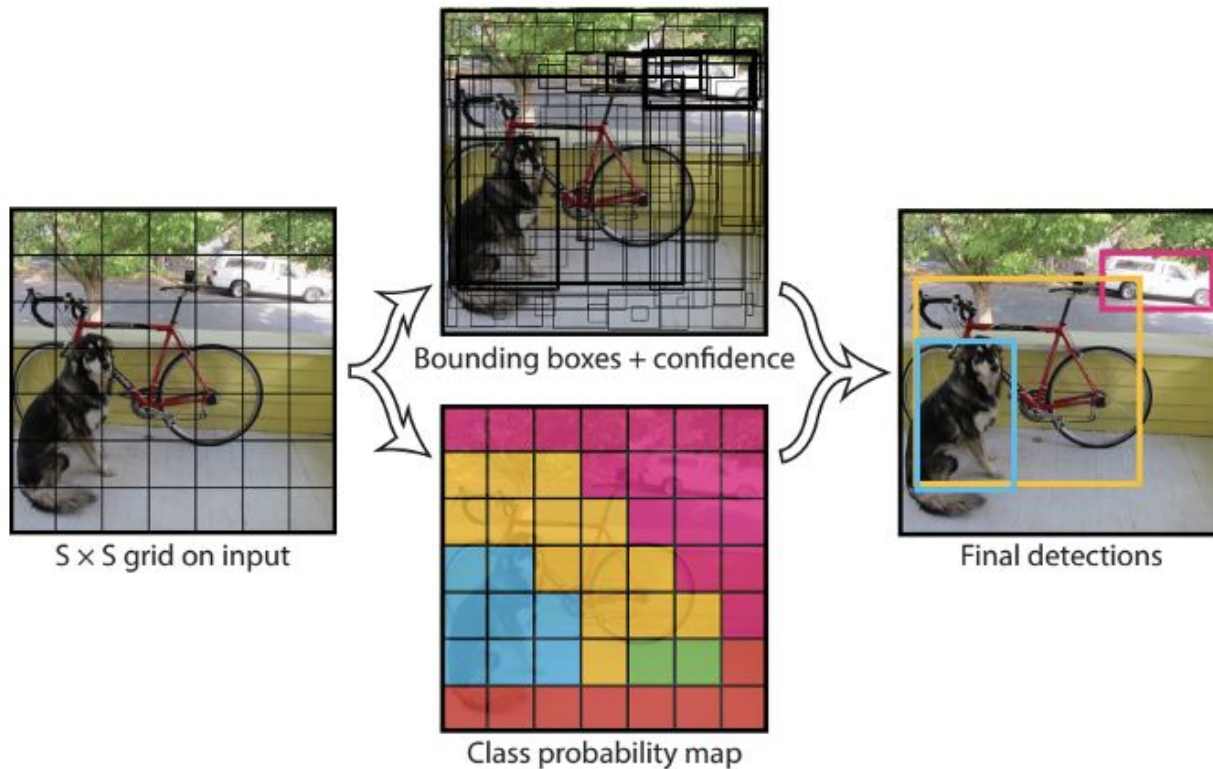 Bounding boxes + confidence
S × S grid on input
Final detections
Class probability map